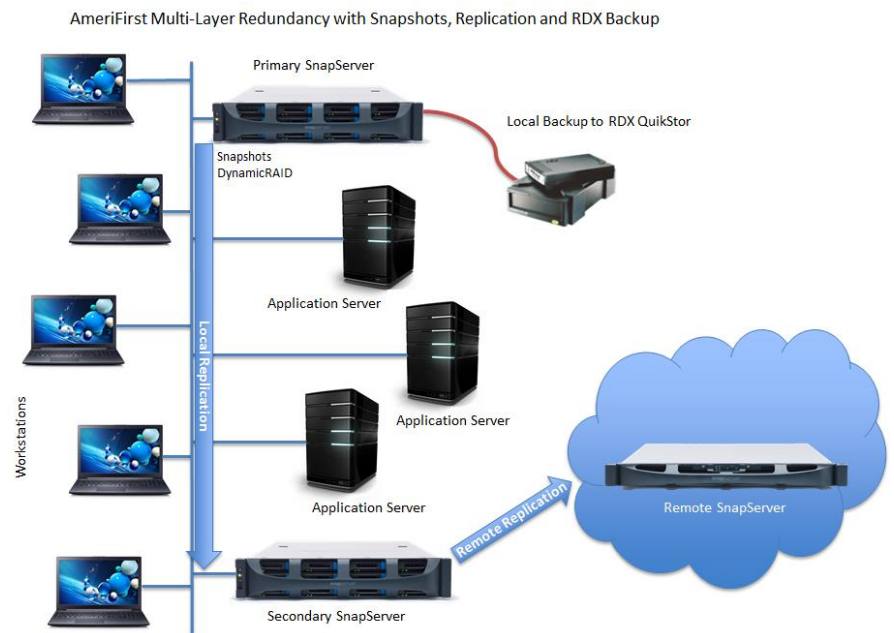 AmeriFirst Multi-Layer Redundancy with Snapshots, Replication and RDX Backup
Primary SnapServer
Local Backup to RDX QuikStor
Snapshots
DynamicRAID
Application Server
Local Replication
Application Server
Workstations
Application Server
Remote Replication
Remote SnapServer
Secondary SnapServer